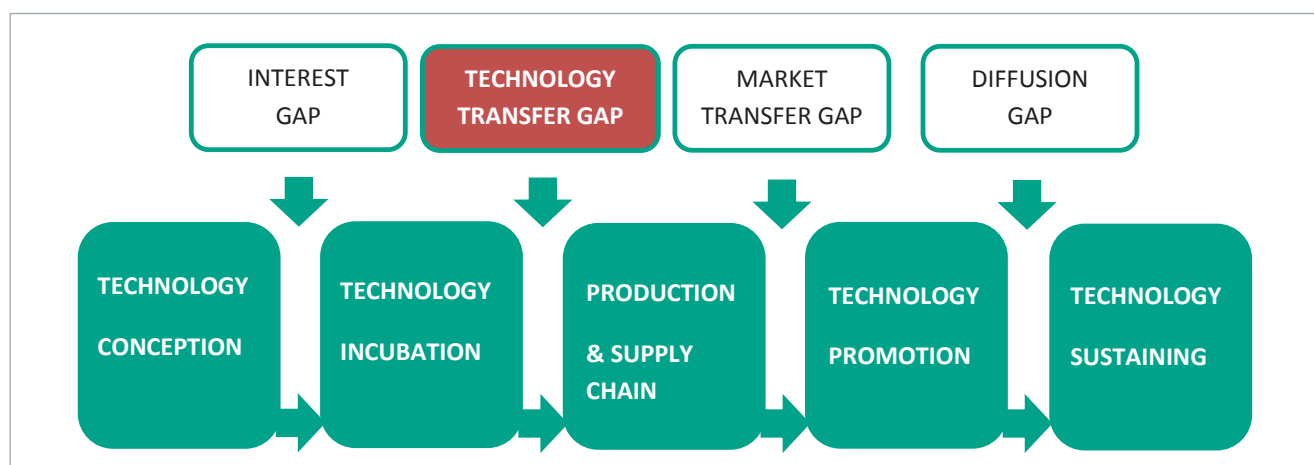 INTEREST
GAP
TECHNOLOGY
TRANSFER GAP
MARKET
TRANSFER GAP
DIFFUSION
GAP
TECHNOLOGY
CONCEPTION
TECHNOLOGY
INCUBATION
PRODUCTION
& SUPPLY
CHAIN
TECHNOLOGY
PROMOTION
TECHNOLOGY
SUSTAINING